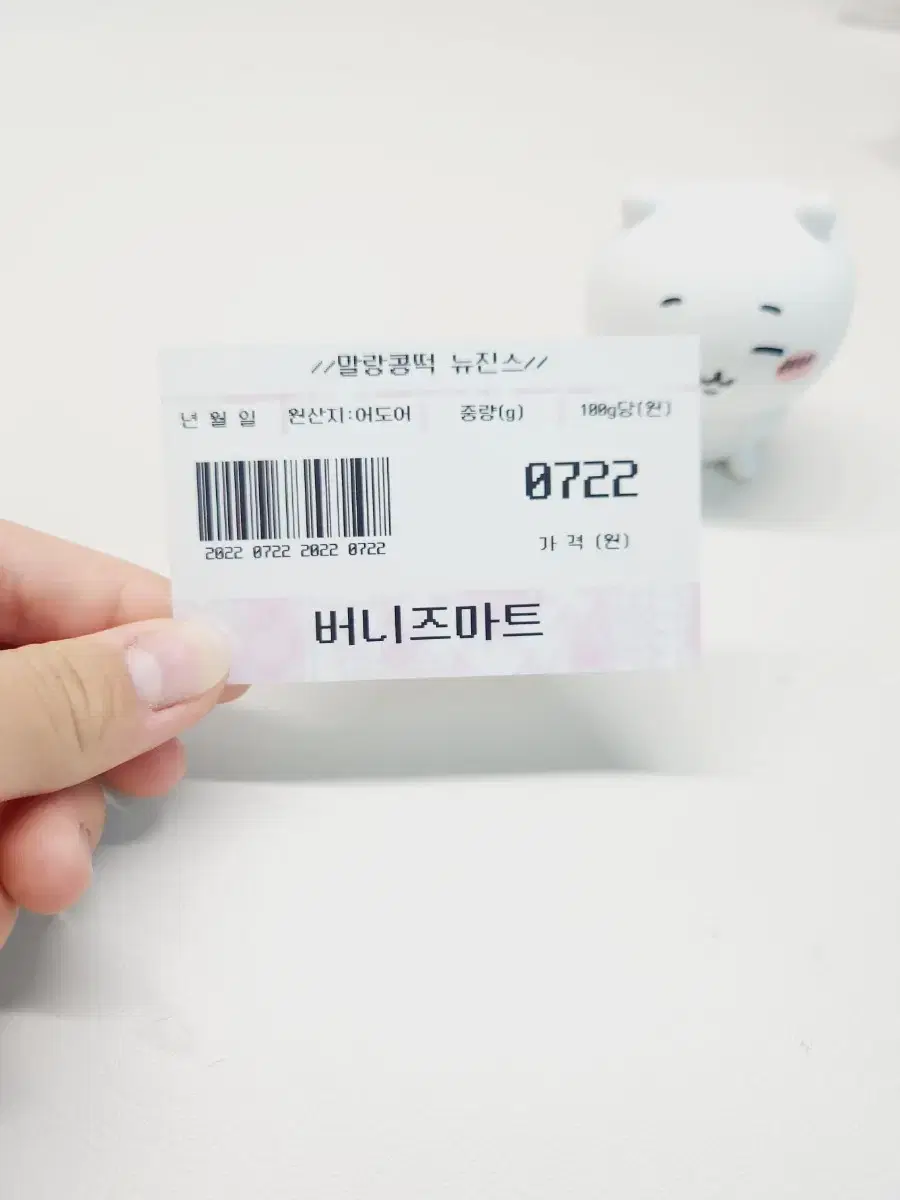 //말랑콩떡 뉴진스//
년 월 일 원산지:어도어 중량(g) 100g당(원)
0722
2022 0722 2022 0722
가 격 (원)
버니즈마트